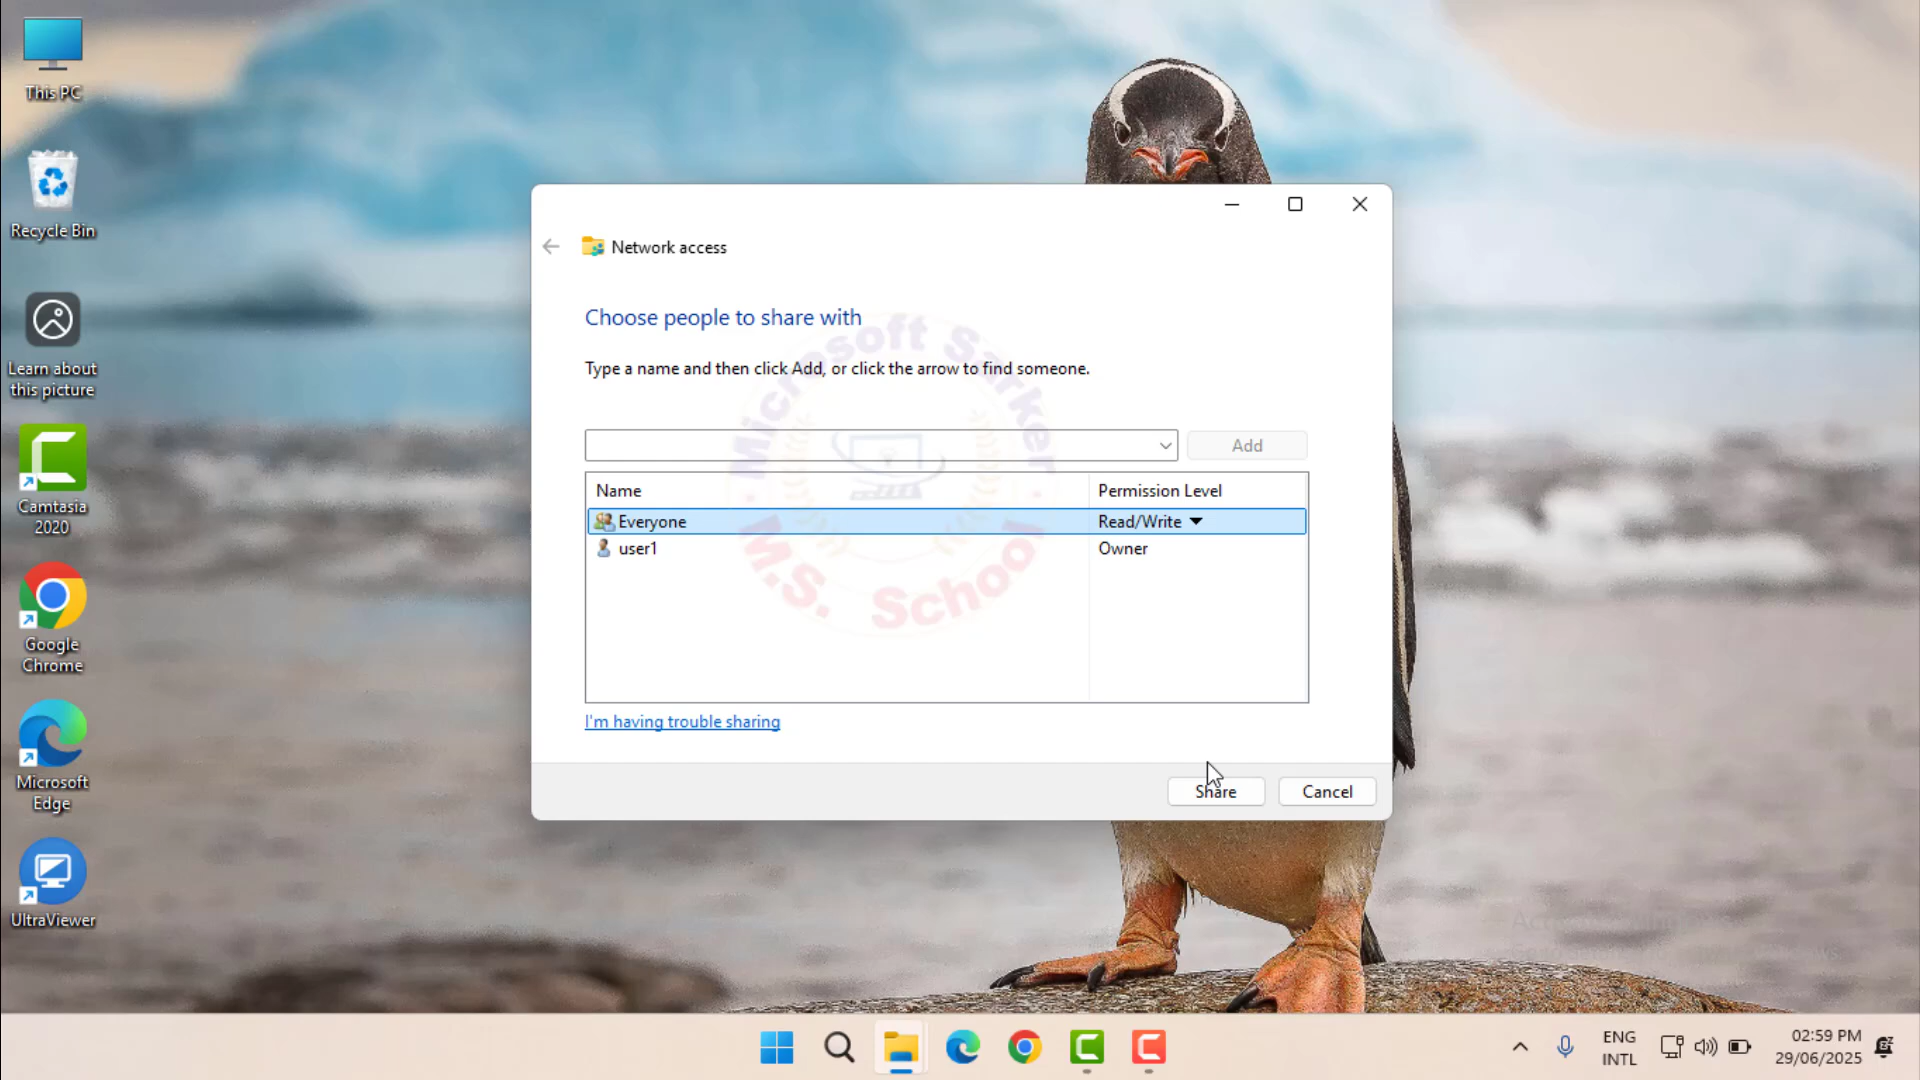 This PC
Recycle Bin
Learn about
this picture
Camtasia
2020
Google
Chrome
Microsoft
Edge
UltraViewer
Network access
Choose people to share with
Type a name and then click Add, or click the arrow to find someone.
Add
Name Permission Level
Everyone Read/Write
user1 Owner
I'm having trouble sharing
Share Cancel
Microsoft Sarker
M.S. School
ENG
INTL
02:59 PM
29/06/2025